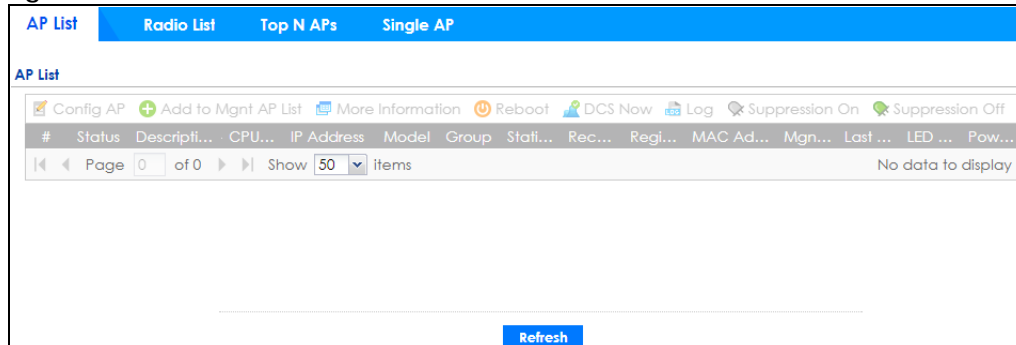 AP List Radio List Top N APs Single AP
AP List
Config AP Add to Mgnt AP List More Information Reboot DCS Now Log Suppression On Suppression Off
# Status Descripti... CPU... IP Address Model Group Stati... Rec... Regi... MAC Ad... Mgn... Last ... LED ... Pow...
Page 0 of 0 Show 50 items No data to display
Refresh